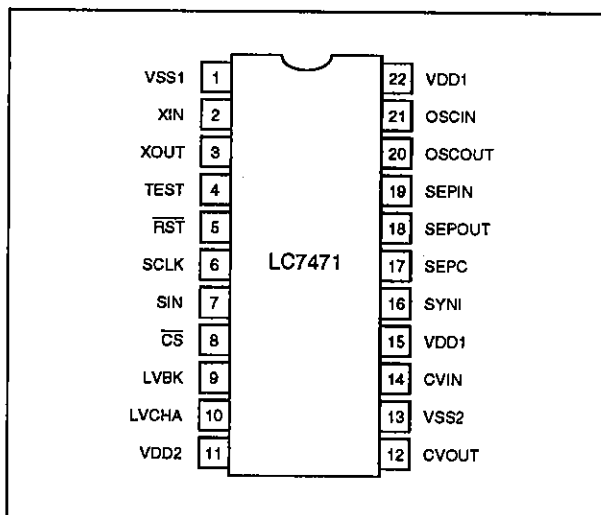 VSS1 1 22 VDD1
XIN 2 21 OSCIN
XOUT 3 20 OSCOUT
TEST 4 19 SEPIN
R̅S̅T̅ 5 18 SEPOUT
SCLK 6 LC7471 17 SEPC
SIN 7 16 SYNI
C̅S̅ 8 15 VDD1
LVBK 9 14 CVIN
LVCHA 10 13 VSS2
VDD2 11 12 CVOUT